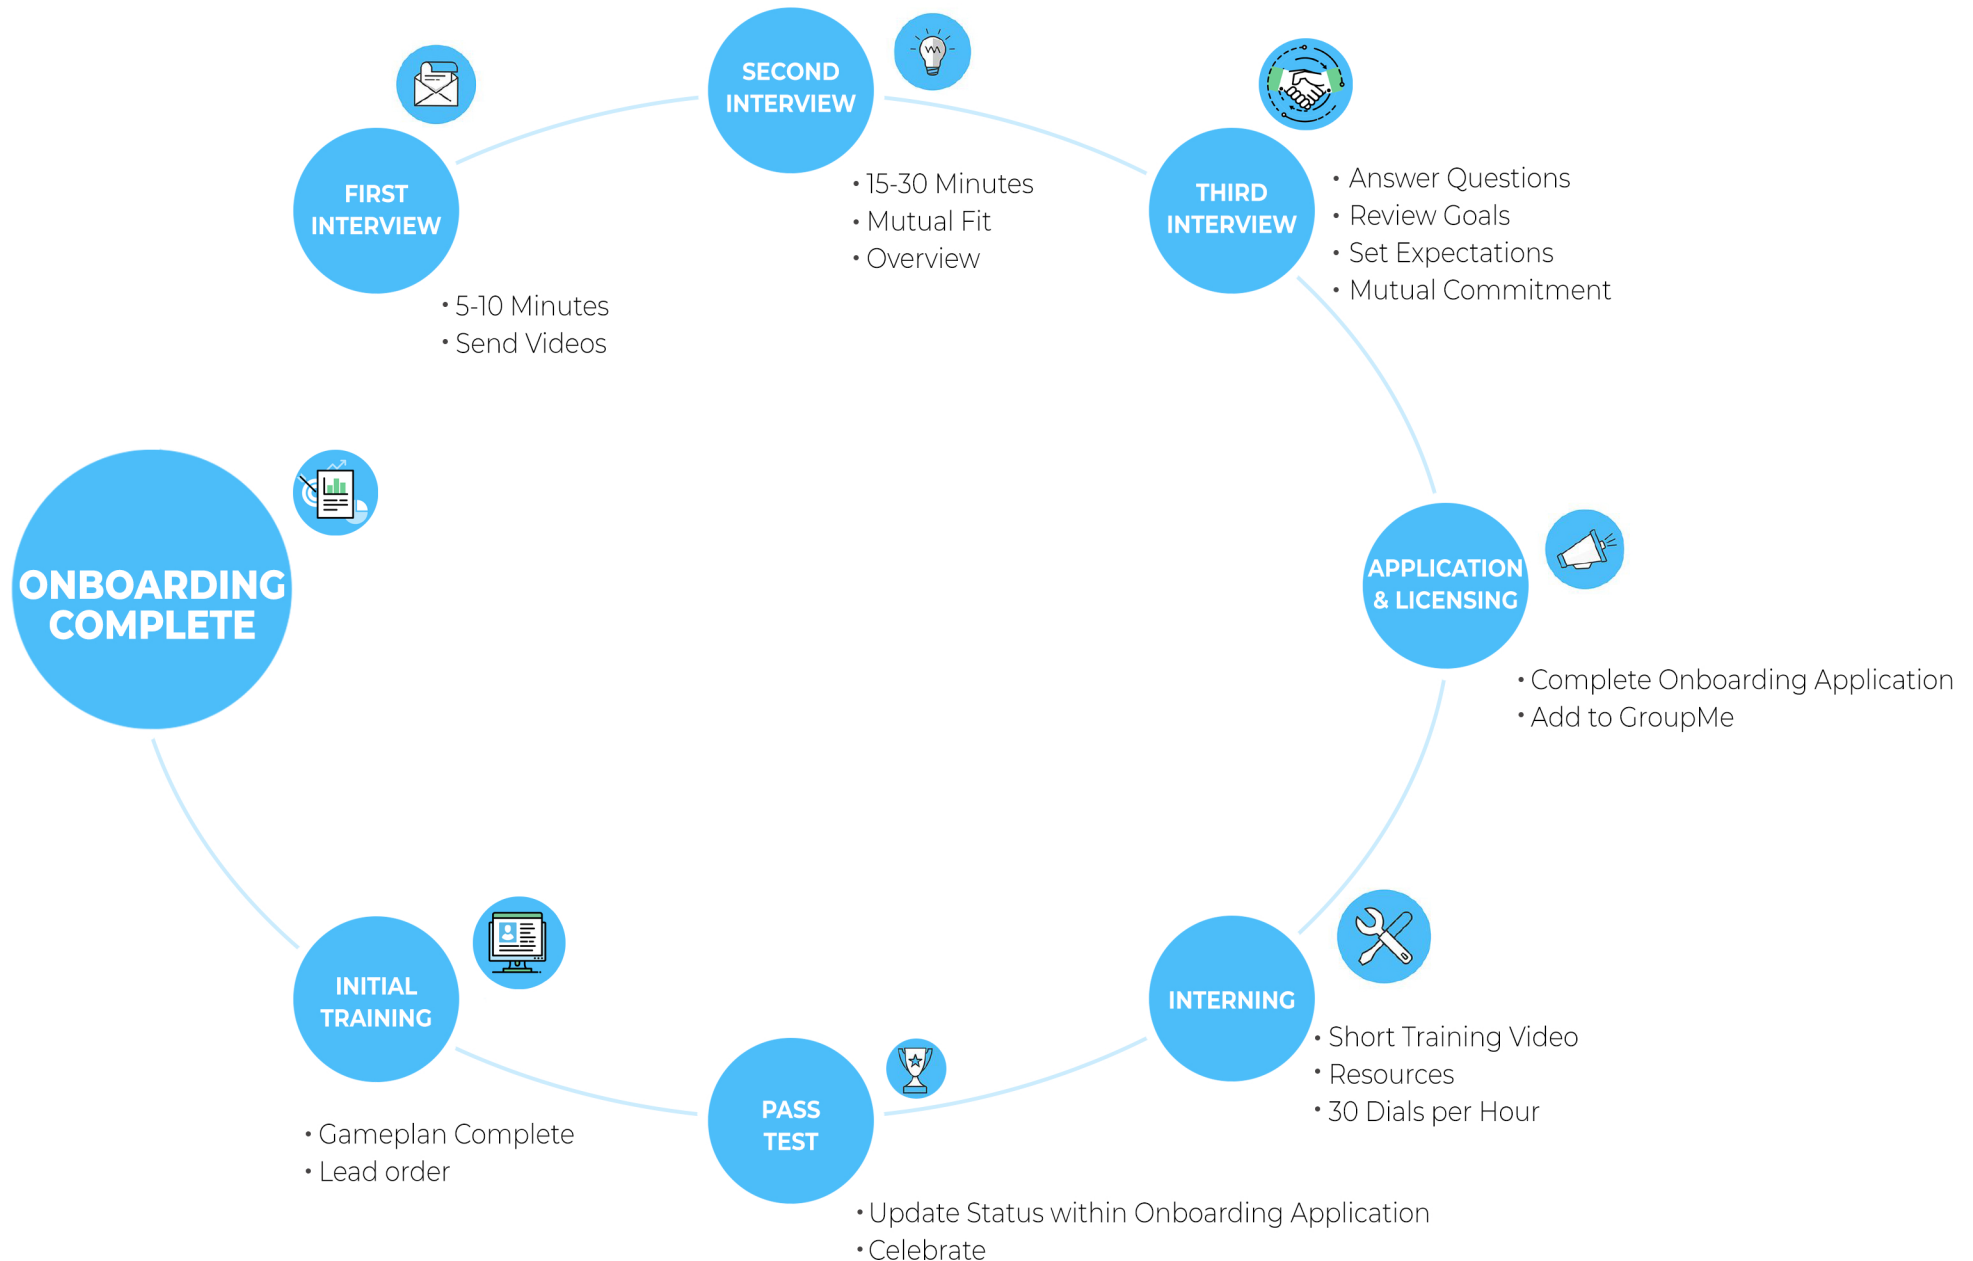 FIRST
INTERVIEW
• 5-10 Minutes
• Send Videos
SECOND
INTERVIEW
• 15-30 Minutes
• Mutual Fit
• Overview
THIRD
INTERVIEW
• Answer Questions
• Review Goals
• Set Expectations
• Mutual Commitment
APPLICATION
& LICENSING
• Complete Onboarding Application
• Add to GroupMe
INTERNING
• Short Training Video
• Resources
• 30 Dials per Hour
PASS
TEST
• Update Status within Onboarding Application
• Celebrate
INITIAL
TRAINING
• Gameplan Complete
• Lead order
ONBOARDING
COMPLETE